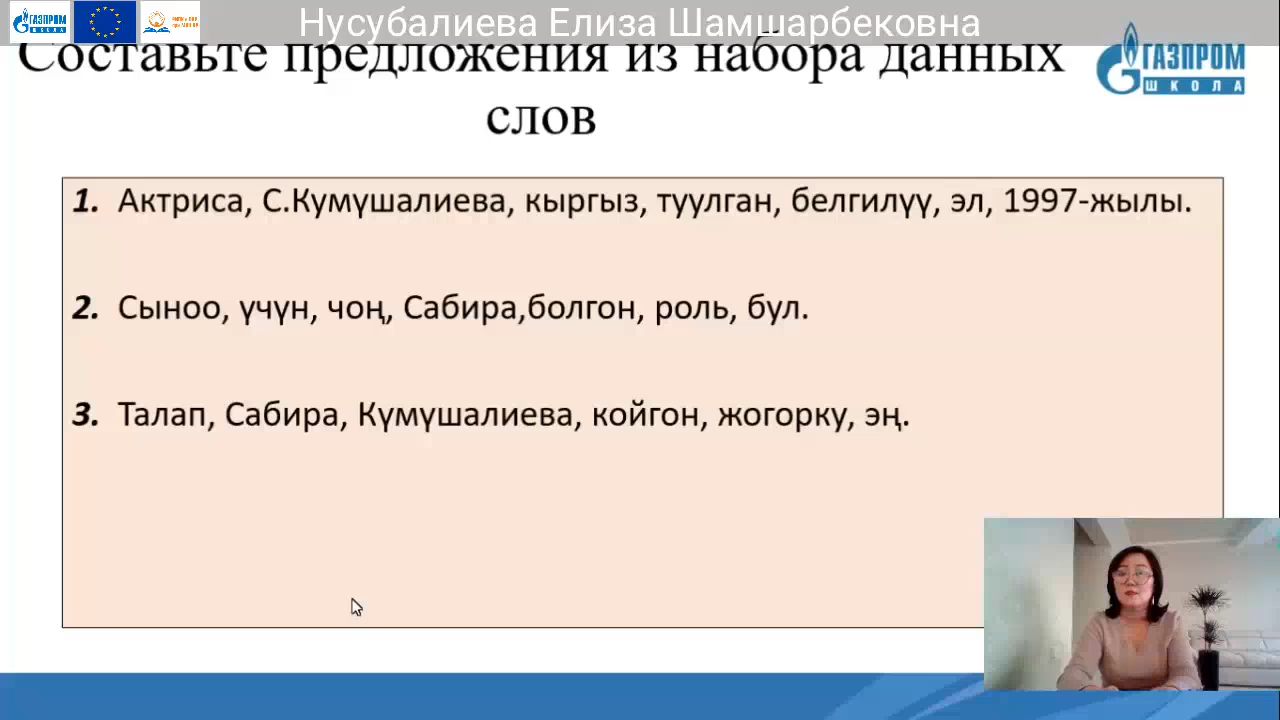 Нусубалиева Елиза Шамшарбековна
Составьте предложения из набора данных
слов
ГАЗПРОМ
ШКОЛА
1. Актриса, С.Кумүшалиева, кыргыз, туулган, белгилүү, эл, 1997-жылы.
2. Сыноо, үчүн, чоң, Сабира,болгон, роль, бул.
3. Талап, Сабира, Күмүшалиева, койгон, жогорку, эң.